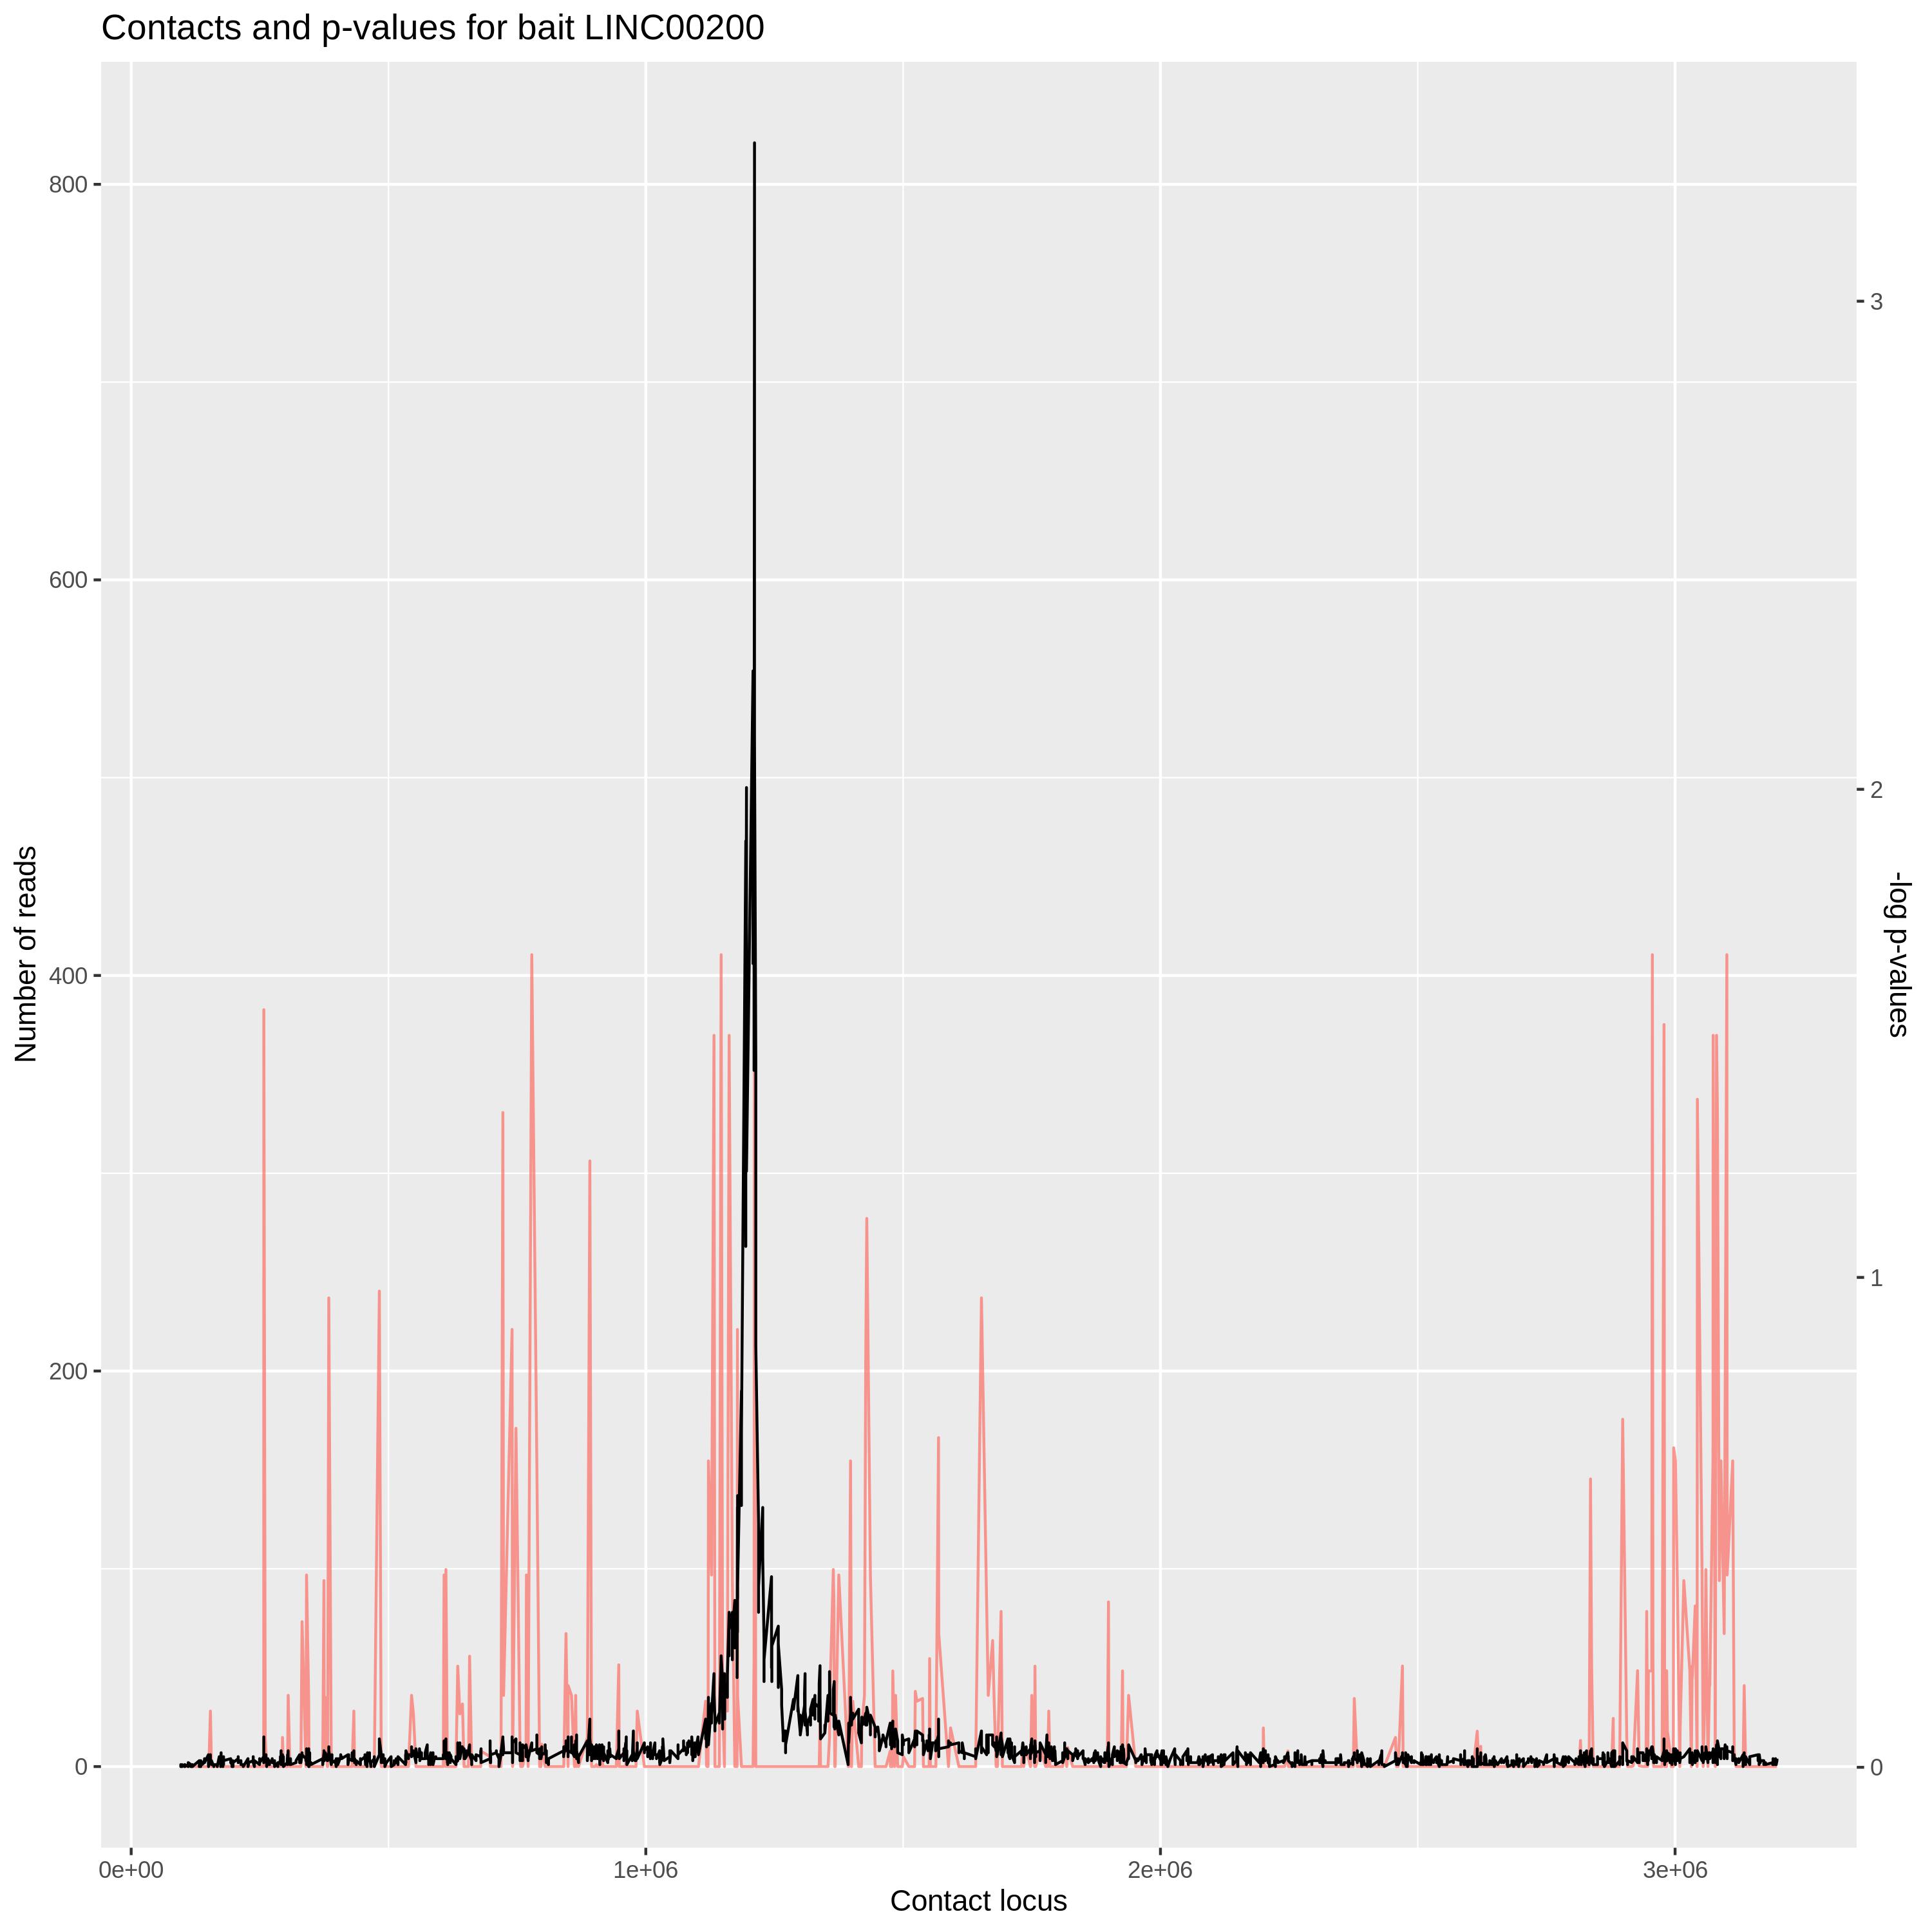 Contacts and p-values for bait LINC00200
Number of reads
800
600
400
200
0
3
2
1
0
-log p-values
0e+00 1e+06 2e+06 3e+06
Contact locus